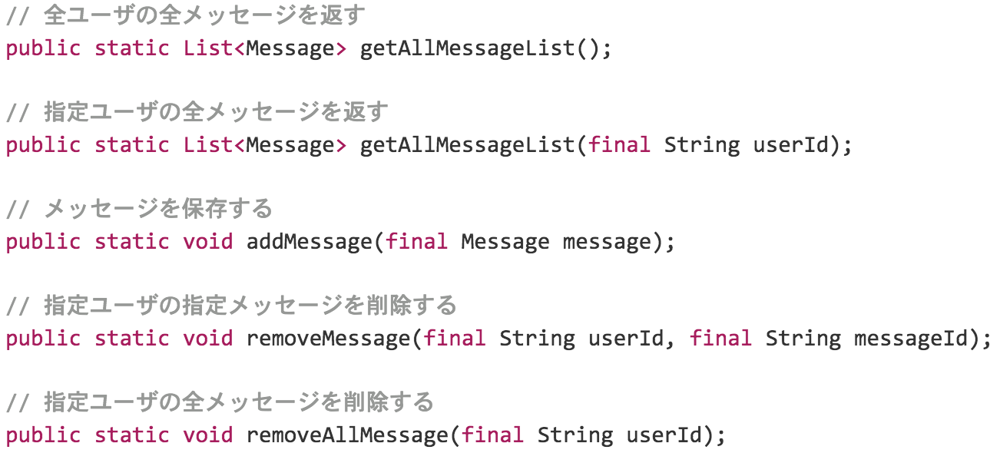 // 全ユーザの全メッセージを返す
public static List<Message> getAllMessageList();
// 指定ユーザの全メッセージを返す
public static List<Message> getAllMessageList(final String userId);
// メッセージを保存する
public static void addMessage(final Message message);
// 指定ユーザの指定メッセージを削除する
public static void removeMessage(final String userId, final String messageId);
// 指定ユーザの全メッセージを削除する
public static void removeAllMessage(final String userId);